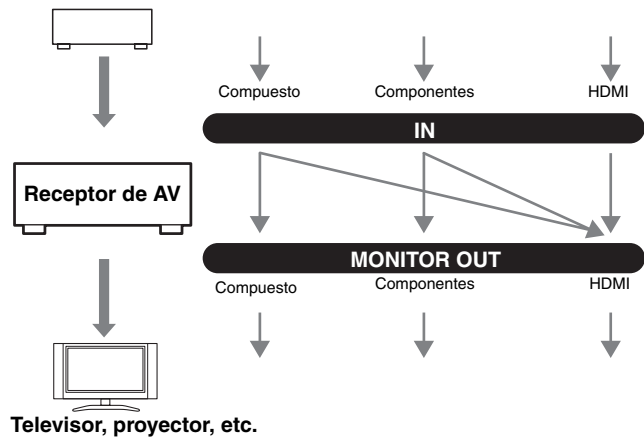 Compuesto Componentes HDMI
IN
Receptor de AV
MONITOR OUT
Compuesto Componentes HDMI
Televisor, proyector, etc.